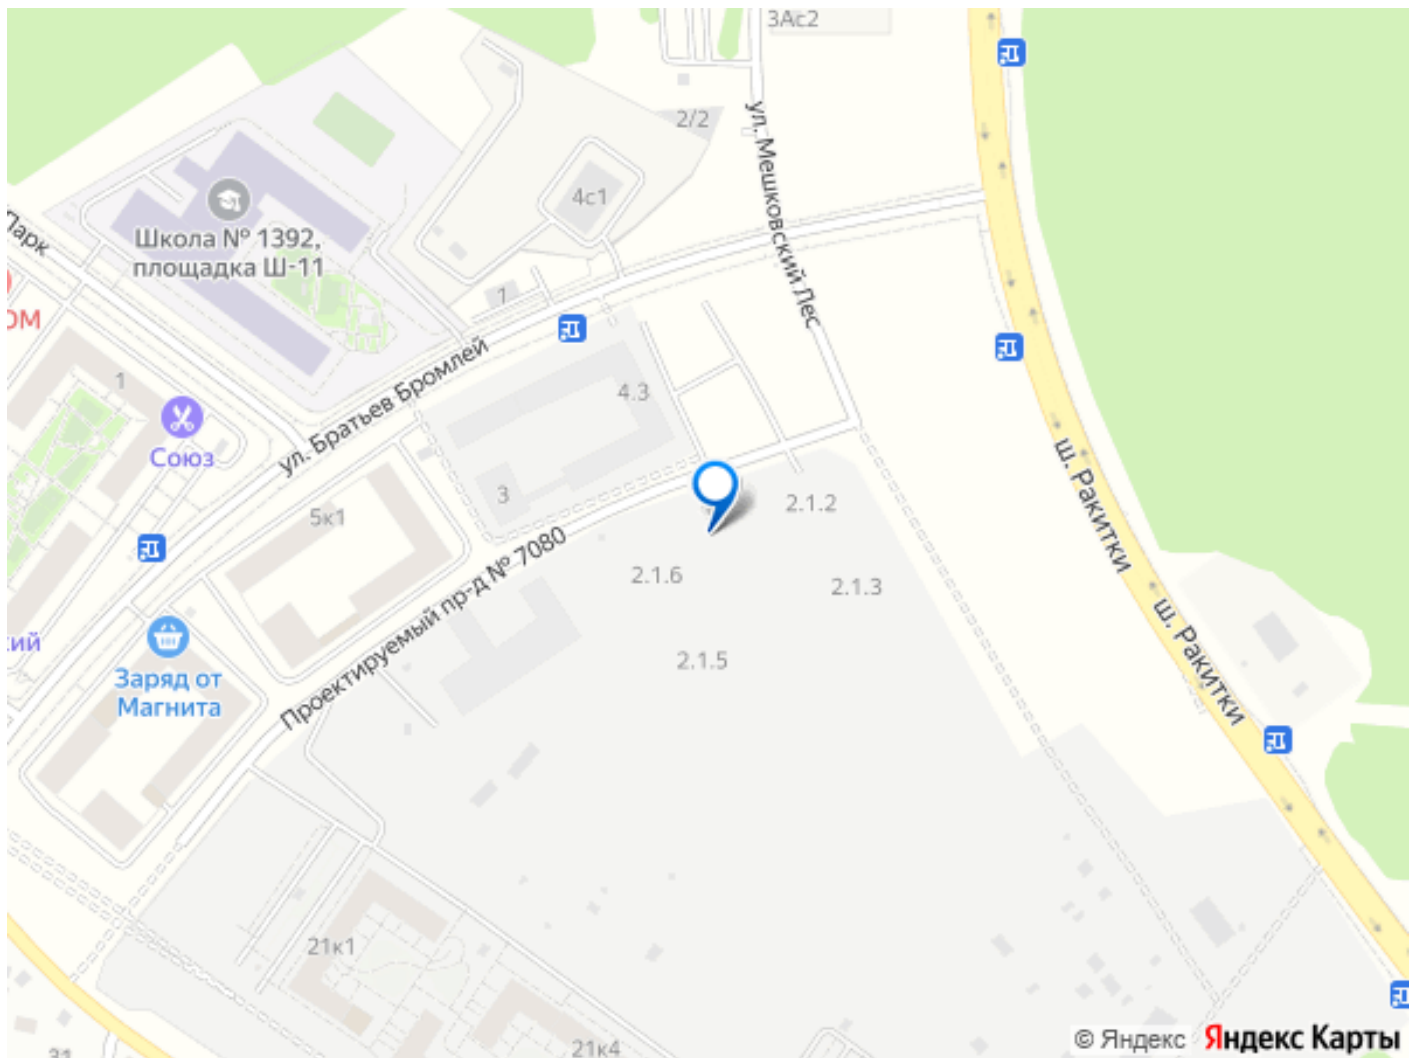 3Ас2
2/2
ул. Мешковский Лес
4с1
Парк
Школа № 1392,
площадка Ш-11
1
ОМ
ул. Братьев Бромлей
1
4.3
Союз
3
5к1
2.1.2
ш. Ракитки
Проектируемый пр-д № 7080
2.1.6
2.1.3
ш. Ракитки
кий
2.1.5
Заряд от
Магнита
21к1
21к4
31
© Яндекс Яндекс Карты